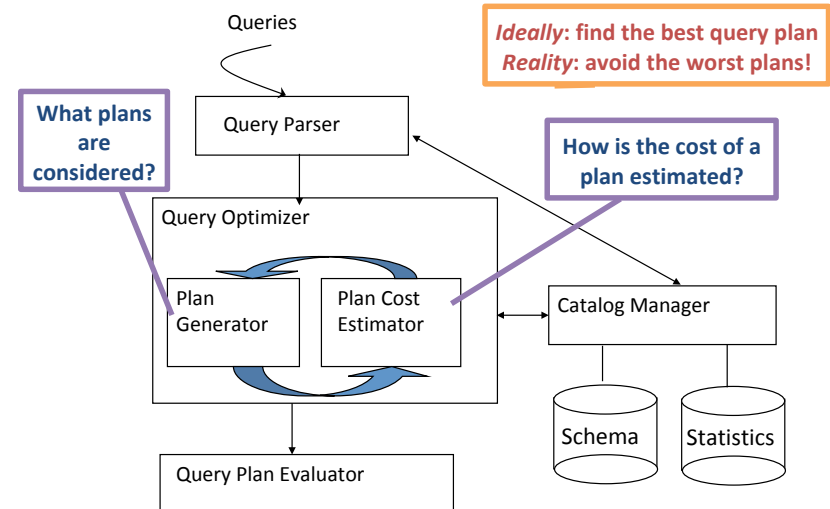 Queries
Ideally: find the best query plan
Reality: avoid the worst plans!
What plans
are
considered?
Query Parser
How is the cost of a
plan estimated?
Query Optimizer
Plan
Generator
Plan Cost
Estimator
Catalog Manager
Schema
Statistics
Query Plan Evaluator